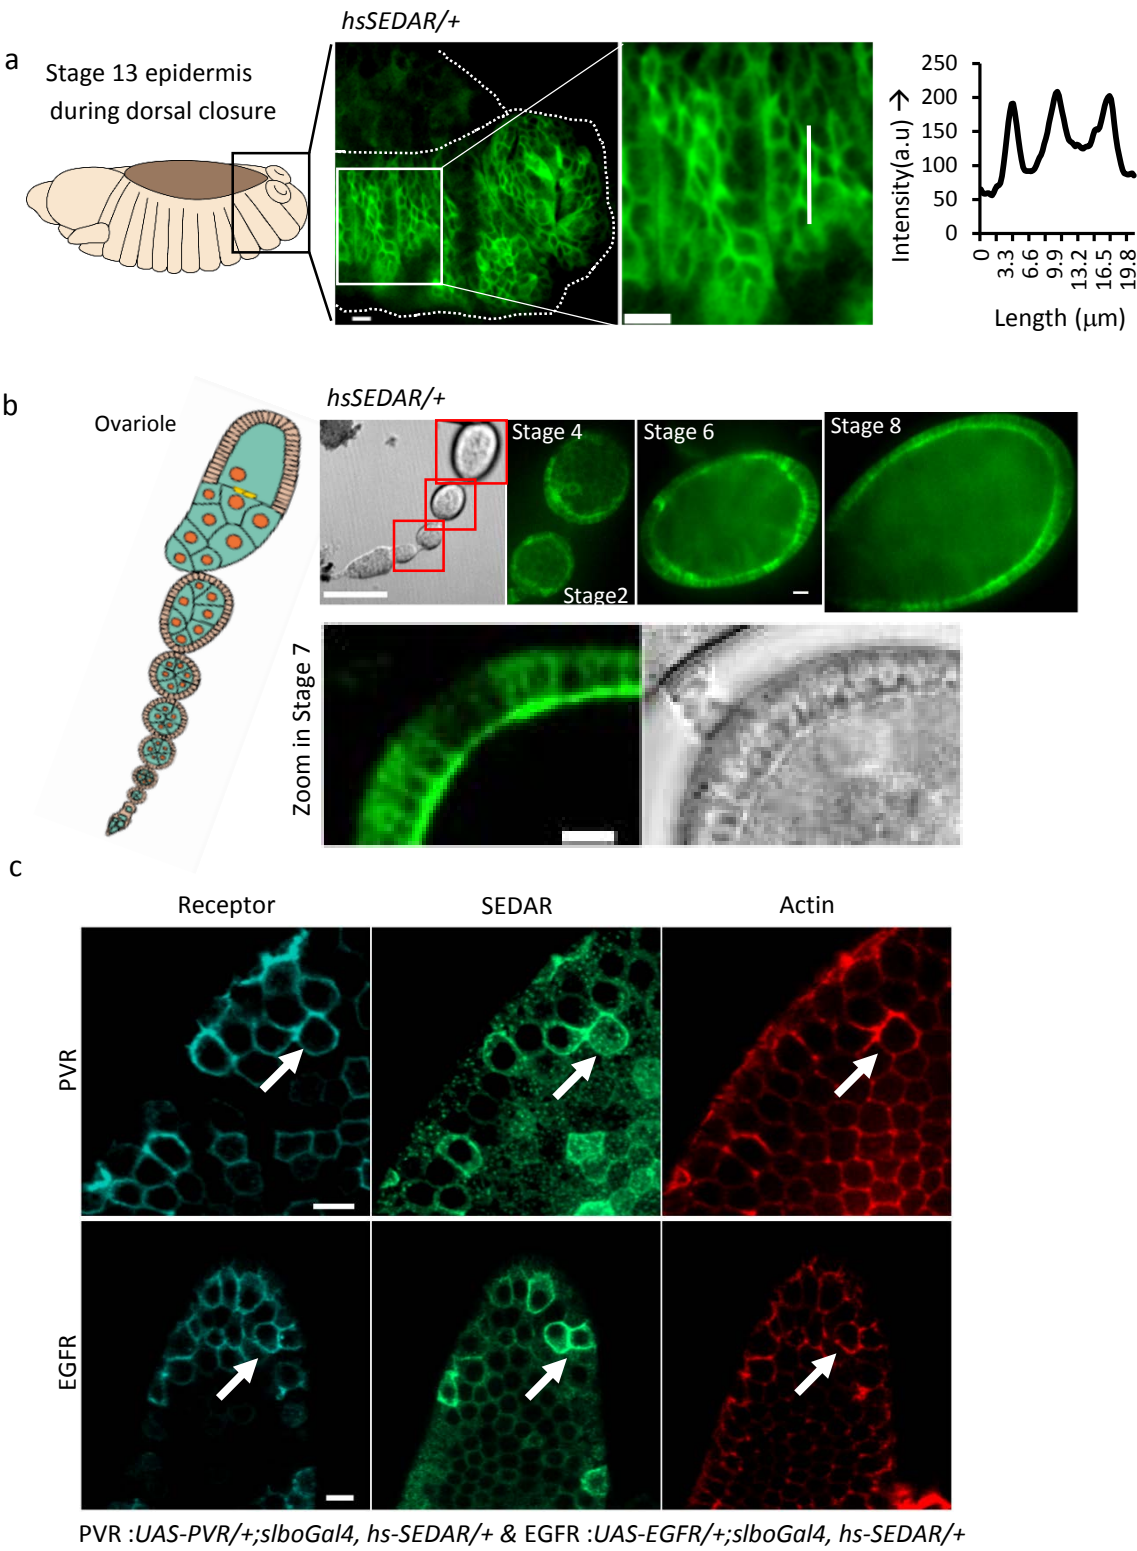 hsSEDAR/+
a
Stage 13 epidermis
during dorsal closure
Intensity(a.u) →
250
200
150
100
50
0
0
3.3
6.6
9.9
13.2
16.5
19.8
Length (μm)
b
Ovariole
hsSEDAR/+
Stage 4
Stage2
Stage 6
Stage 8
Zoom in Stage 7
c
Receptor
SEDAR
Actin
PVR
EGFR
PVR :UAS-PVR/+;slboGal4, hs-SEDAR/+ & EGFR :UAS-EGFR/+;slboGal4, hs-SEDAR/+